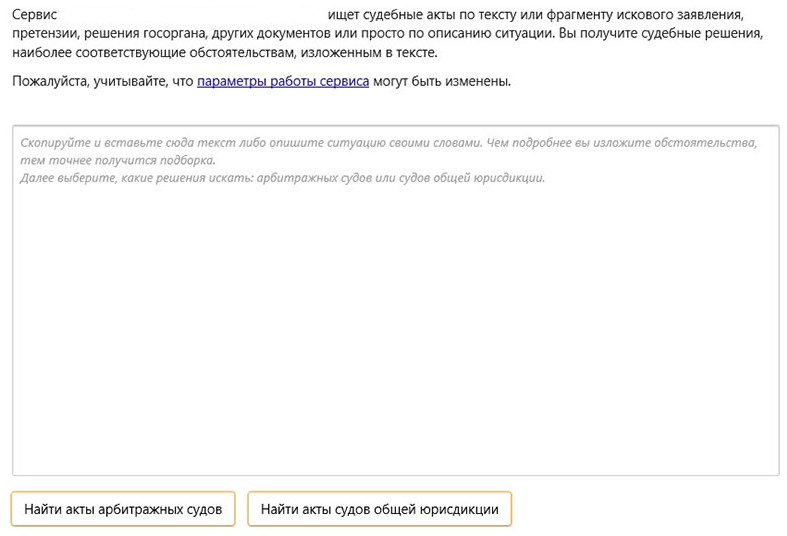 Сервис ищет судебные акты по тексту или фрагменту искового заявления,
претензии, решения госоргана, других документов или просто по описанию ситуации. Вы получите судебные решения,
наиболее соответствующие обстоятельствам, изложенным в тексте.
Пожалуйста, учитывайте, что параметры работы сервиса могут быть изменены.
Скопируйте и вставьте сюда текст либо опишите ситуацию своими словами. Чем подробнее вы изложите обстоятельства,
тем точнее получится подборка.
Далее выберите, какие решения искать: арбитражных судов или судов общей юрисдикции.
Найти акты арбитражных судов
Найти акты судов общей юрисдикции